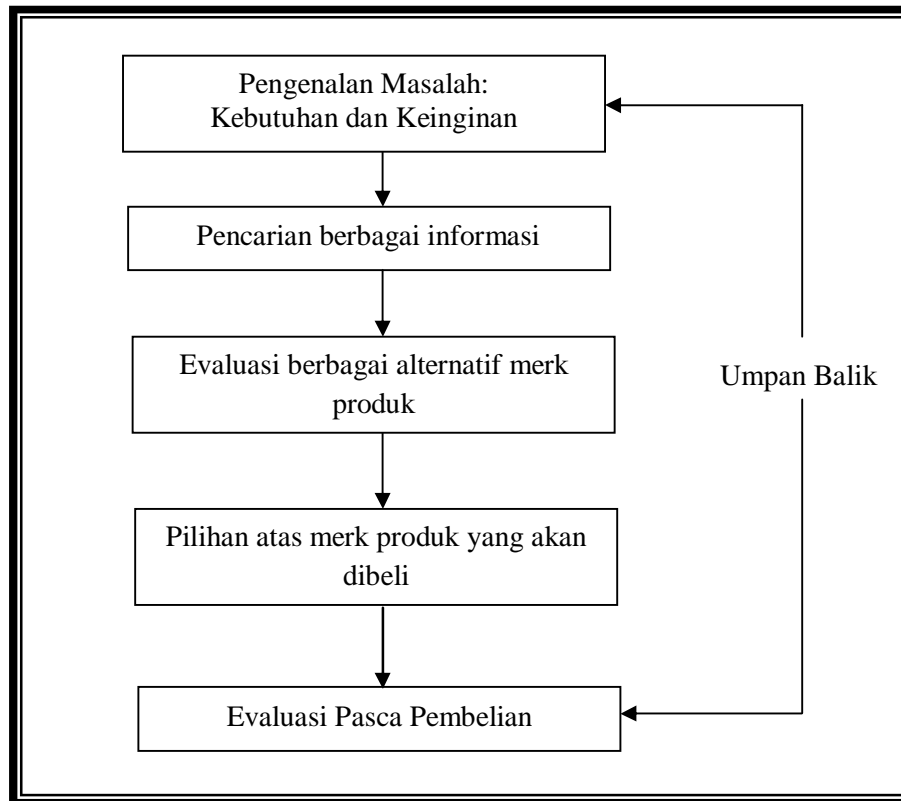 Pengenalan Masalah:
Kebutuhan dan Keinginan
Pencarian berbagai informasi
Evaluasi berbagai alternatif merk
produk
Umpan Balik
Pilihan atas merk produk yang akan
dibeli
Evaluasi Pasca Pembelian